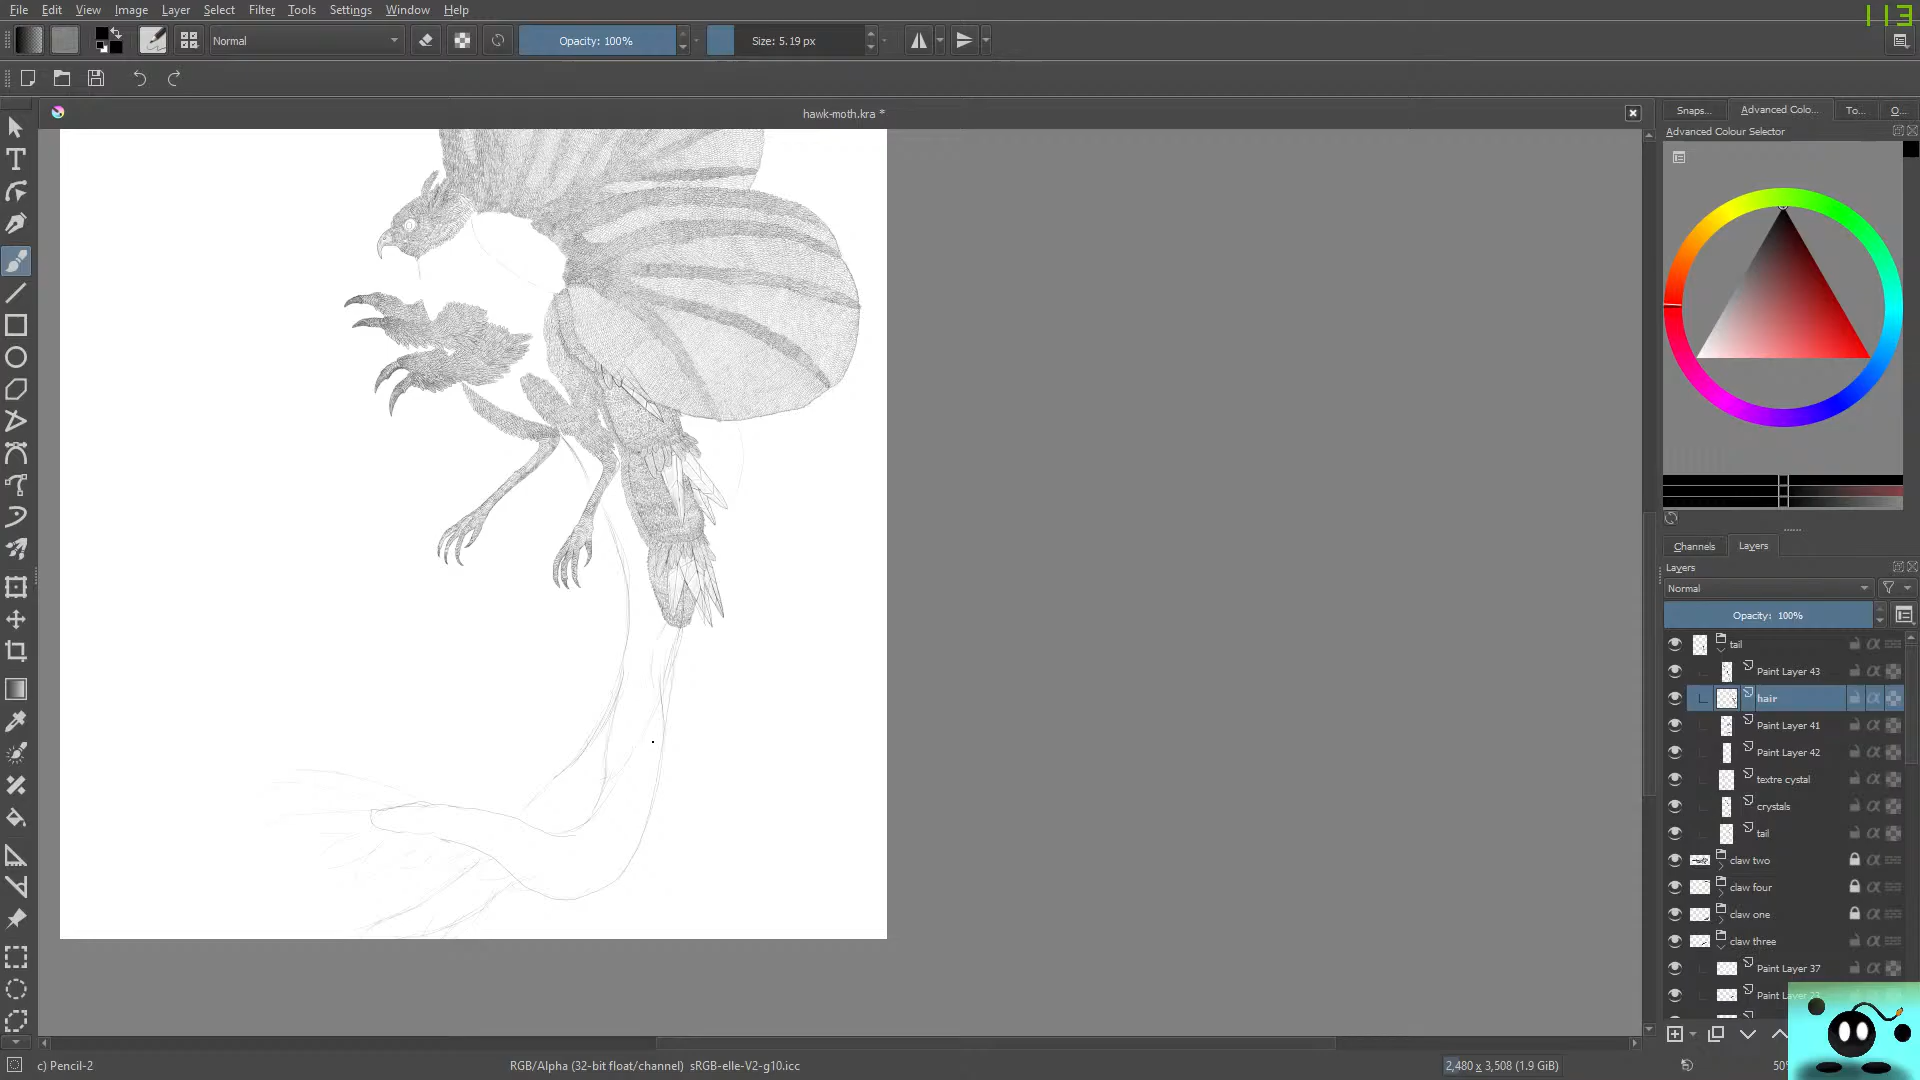 File Edit View Image Layer Select Filter Tools Settings Window Help
113
Normal Opacity: 100% Size: 5.19 px
hawk-moth.kra *
Snaps... Advanced Colo... To... O...
Advanced Colour Selector
Channels Layers
Layers
Normal
Opacity: 100%
tail
Paint Layer 43
hair
Paint Layer 41
Paint Layer 42
textre cystal
crystals
tail
claw two
claw four
claw one
claw three
Paint Layer 37
c) Pencil-2
RGB/Alpha (32-bit float/channel) sRGB-elle-V2-g10.icc
2,480 x 3,508 (1.9 GiB)